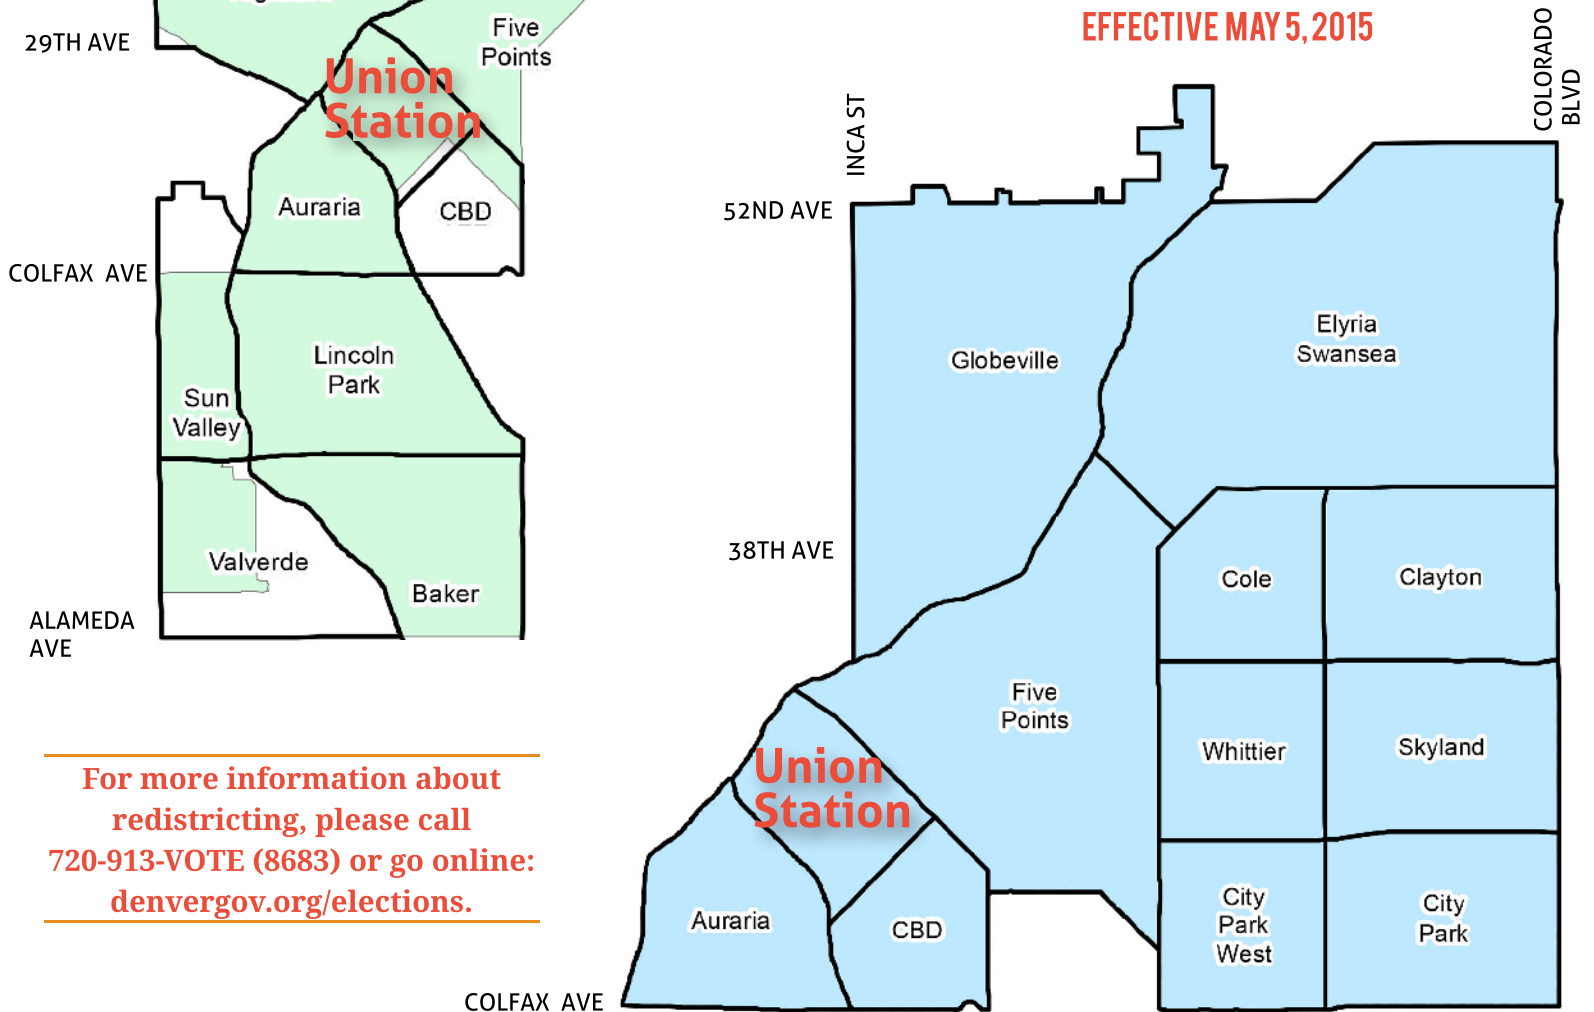 29TH AVE
Five
Points
Union
Station
Auraria
CBD
COLFAX AVE
Lincoln
Park
Sun
Valley
Valverde
Baker
ALAMEDA
AVE
For more information about
redistricting, please call
720-913-VOTE (8683) or go online:
denvergov.org/elections.
EFFECTIVE MAY 5, 2015
COLORADO
BLVD
INCA ST
52ND AVE
Elyria
Swansea
Globeville
38TH AVE
Cole
Clayton
Five
Points
Whittier
Skyland
Union
Station
Auraria
CBD
City
Park
West
City
Park
COLFAX AVE